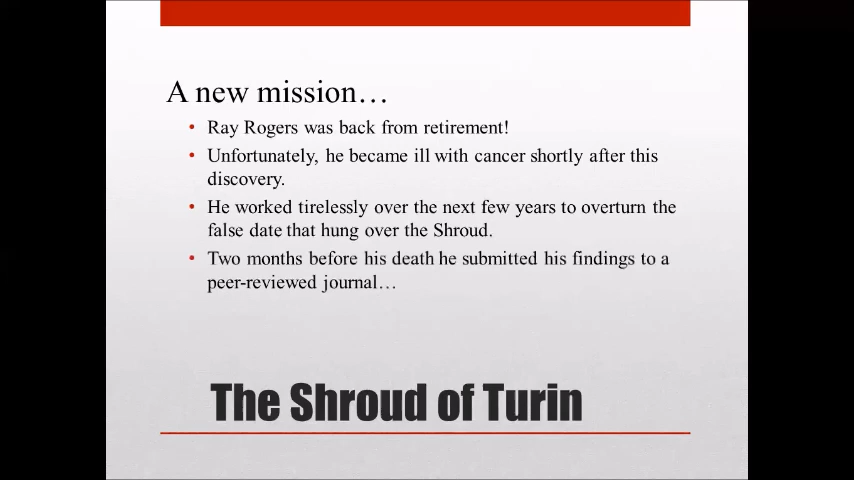 A new mission…
• Ray Rogers was back from retirement!
• Unfortunately, he became ill with cancer shortly after this
discovery.
• He worked tirelessly over the next few years to overturn the
false date that hung over the Shroud.
• Two months before his death he submitted his findings to a
peer-reviewed journal…
The Shroud of Turin